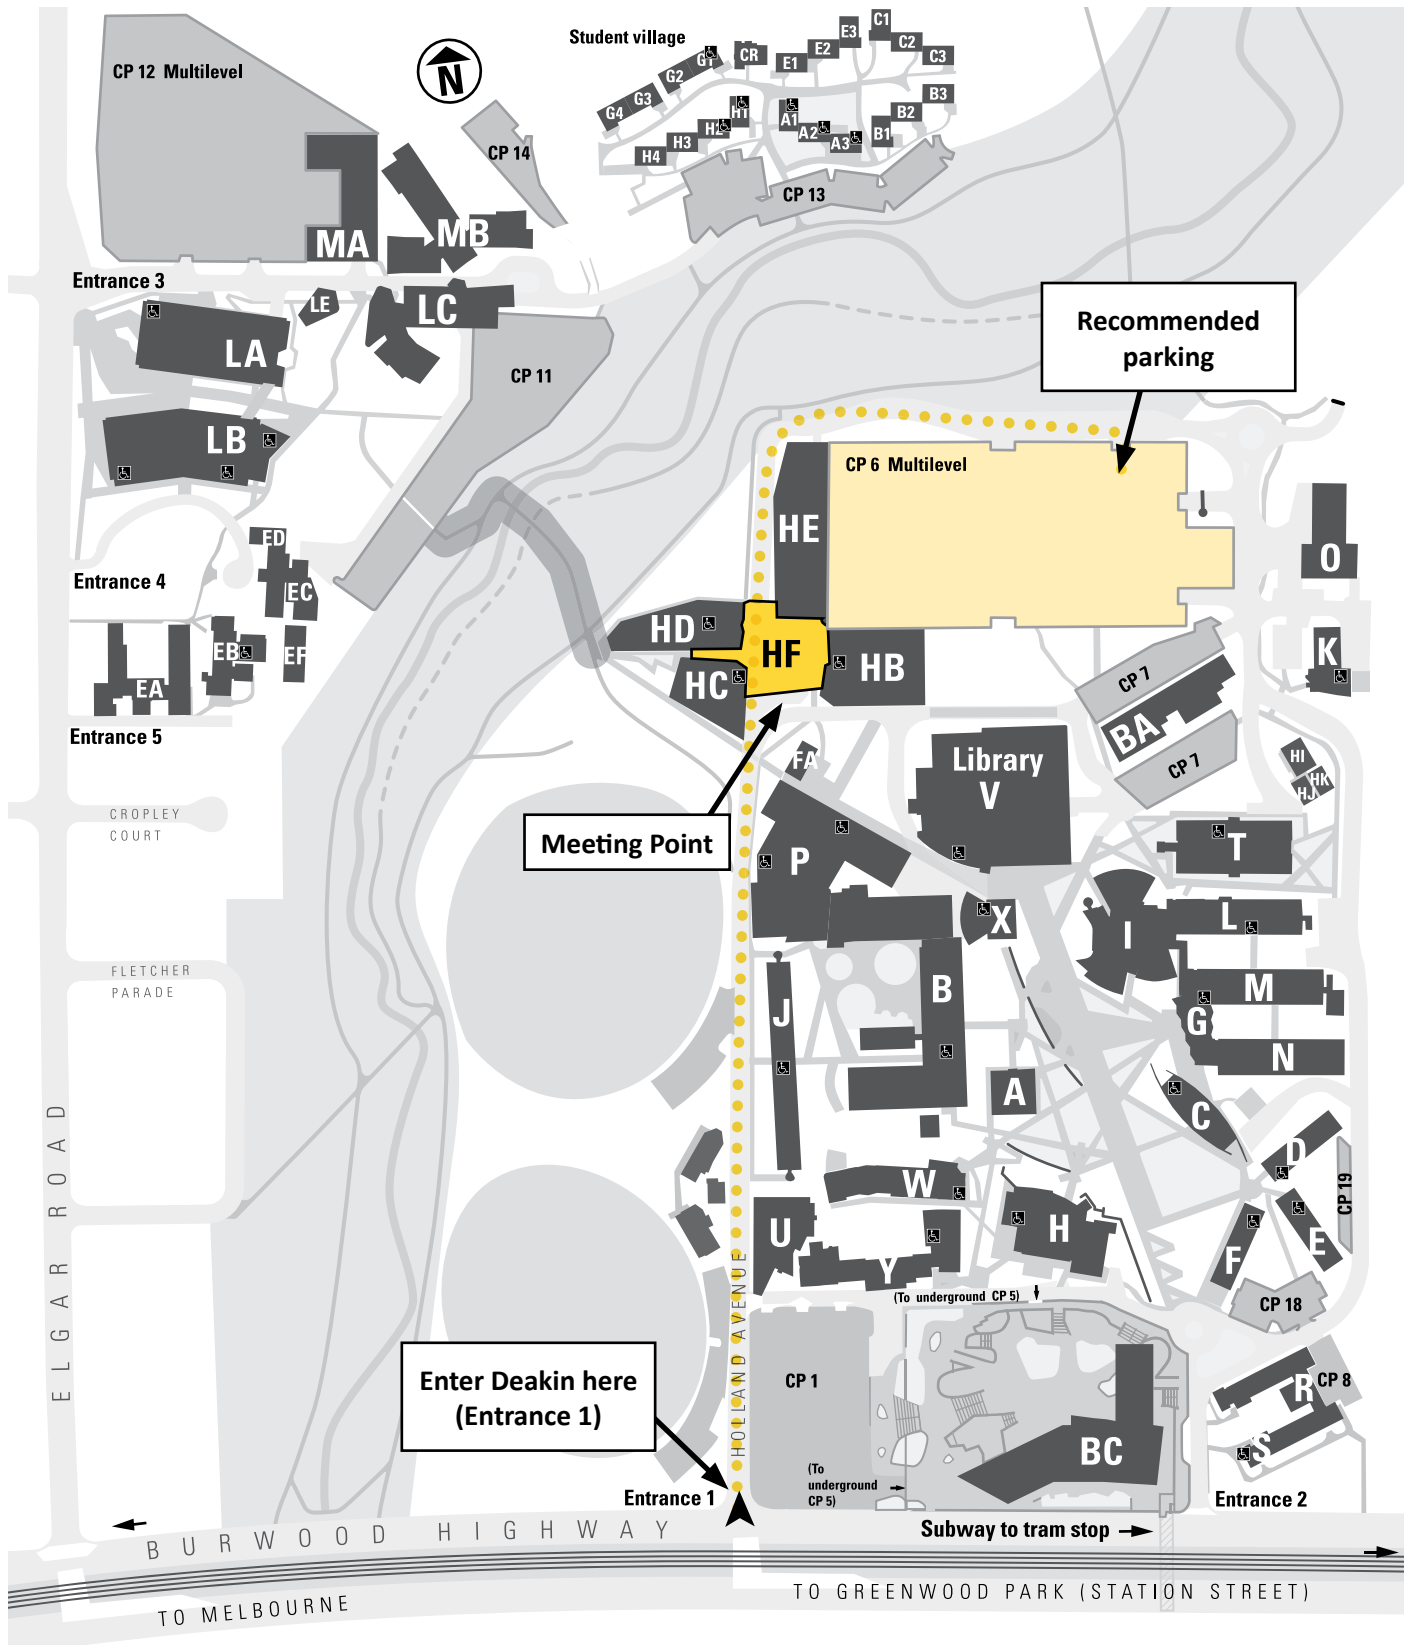 Student village
CP 12 Multilevel
N
CP 14
G1
G2
G3
G4
CR
E1
E2
E3
C1
C2
C3
B3
B2
B1
H1
H2
H3
H4
A1
A2
A3
CP 13
MA
MB
Entrance 3
LE
LC
LA
LB
CP 11
Recommended
parking
CP 6 Multilevel
HE
O
ED
EC
Entrance 4
EB
EF
EA
Entrance 5
HD
HF
HC
HB
K
CP 7
BA
CP 7
HI
HK
HJ
FA
Library
V
CROPLEY
COURT
Meeting Point
P
T
X
I
L
FLETCHER
PARADE
J
B
M
G
N
A
C
D
W
CP 19
U
H
Y
F
E
ELGAR ROAD
HOLLAND AVENUE
(To underground CP 5)
CP 18
Enter Deakin here
(Entrance 1)
CP 1
R
CP 8
BC
S
(To
underground
CP 5)
Entrance 1
Entrance 2
BURWOOD HIGHWAY
Subway to tram stop
TO MELBOURNE
TO GREENWOOD PARK (STATION STREET)